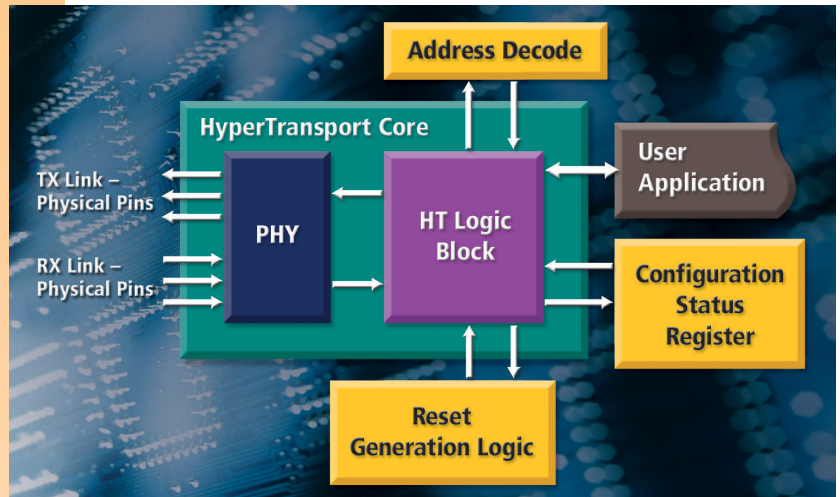 Address Decode
HyperTransport Core
User
Application
TX Link –
Physical Pins
PHY
HT Logic
Block
RX Link –
Physical Pins
Configuration
Status
Register
Reset
Generation Logic